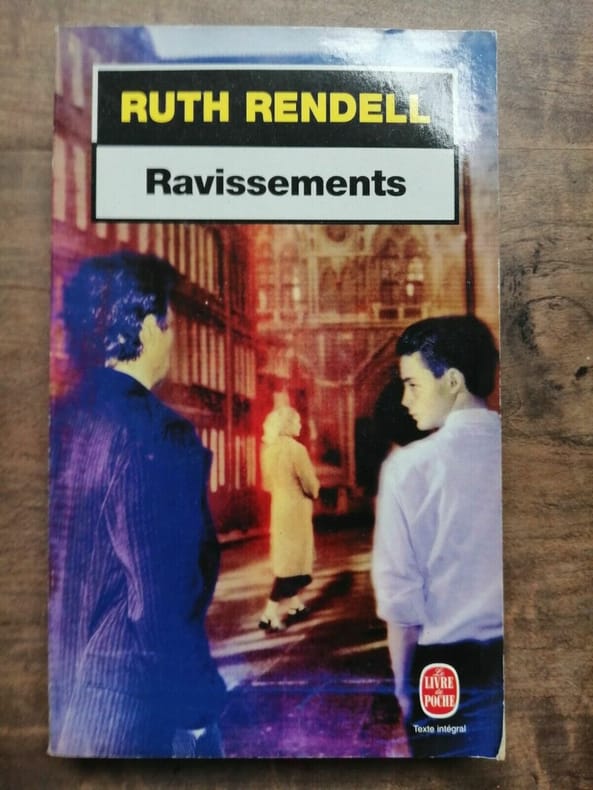 RUTH RENDELL
Ravissements
Le
LIVRE
de
POCHE
Texte intégral